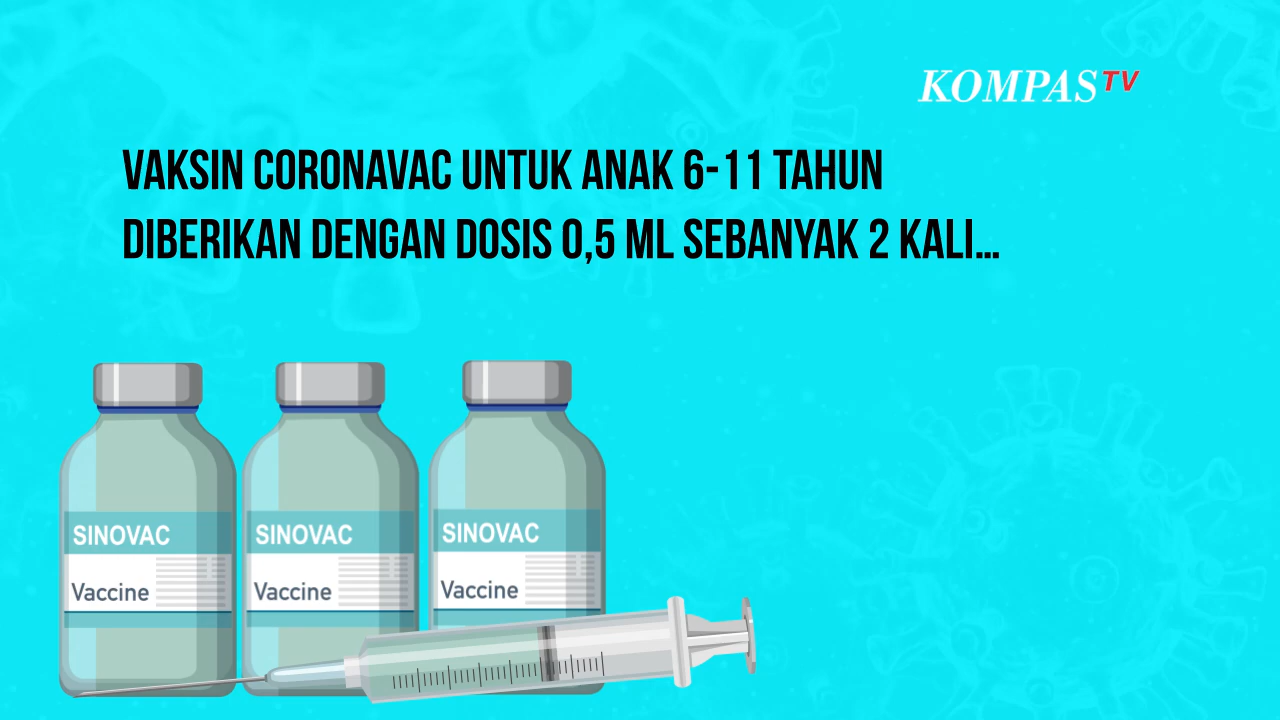 KOMPASTV
VAKSIN CORONAVAC UNTUK ANAK 6-11 TAHUN
DIBERIKAN DENGAN DOSIS 0,5 ML SEBANYAK 2 KALI...
SINOVAC
Vaccine
SINOVAC
Vaccine
SINOVAC
Vaccine